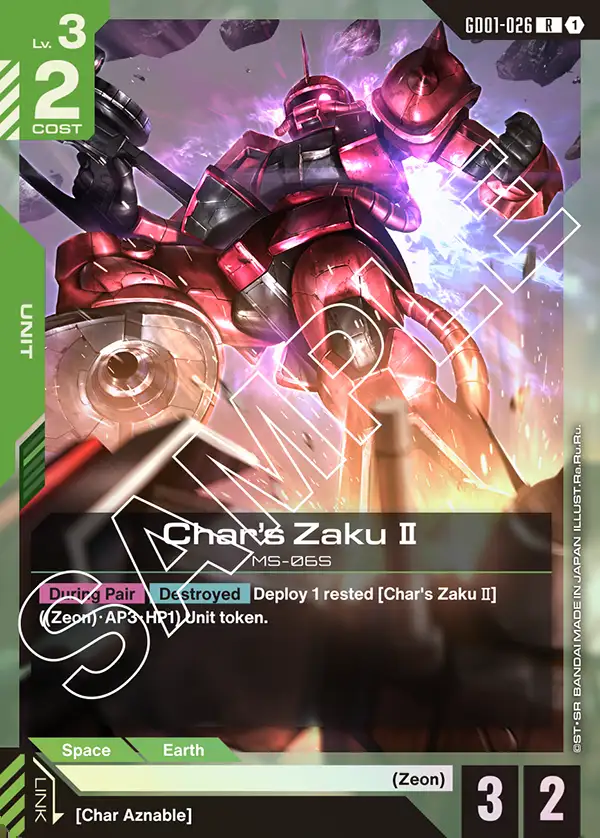 Lv. 3
2
COST
GD01-026 R 1
UNIT
SAMPLE
Char's Zaku Ⅱ
MS-06S
During Pair Destroyed Deploy 1 rested [Char's Zaku Ⅱ]
((Zeon)･AP3･HP1) Unit token.
Space Earth
(Zeon)
LINK
[Char Aznable]
3 2
©ST･SR BANDAI MADE IN JAPAN ILLUST.Ra.Ru.Ru.